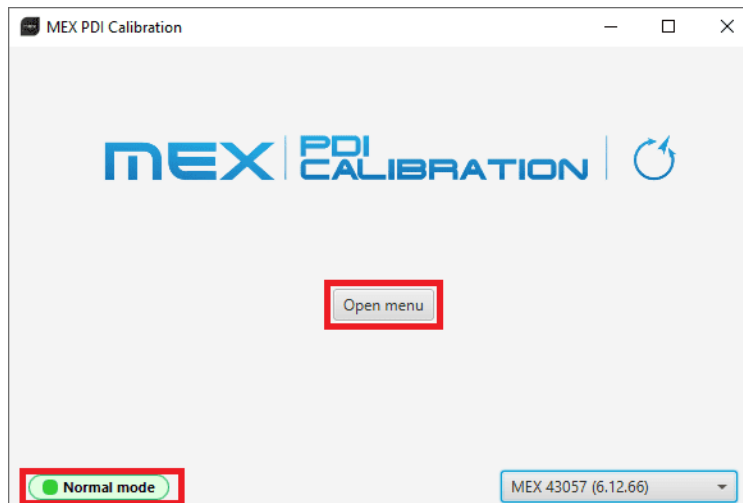 MEX PDI Calibration
MEX PDI
CALIBRATION
Open menu
Normal mode
MEX 43057 (6.12.66)